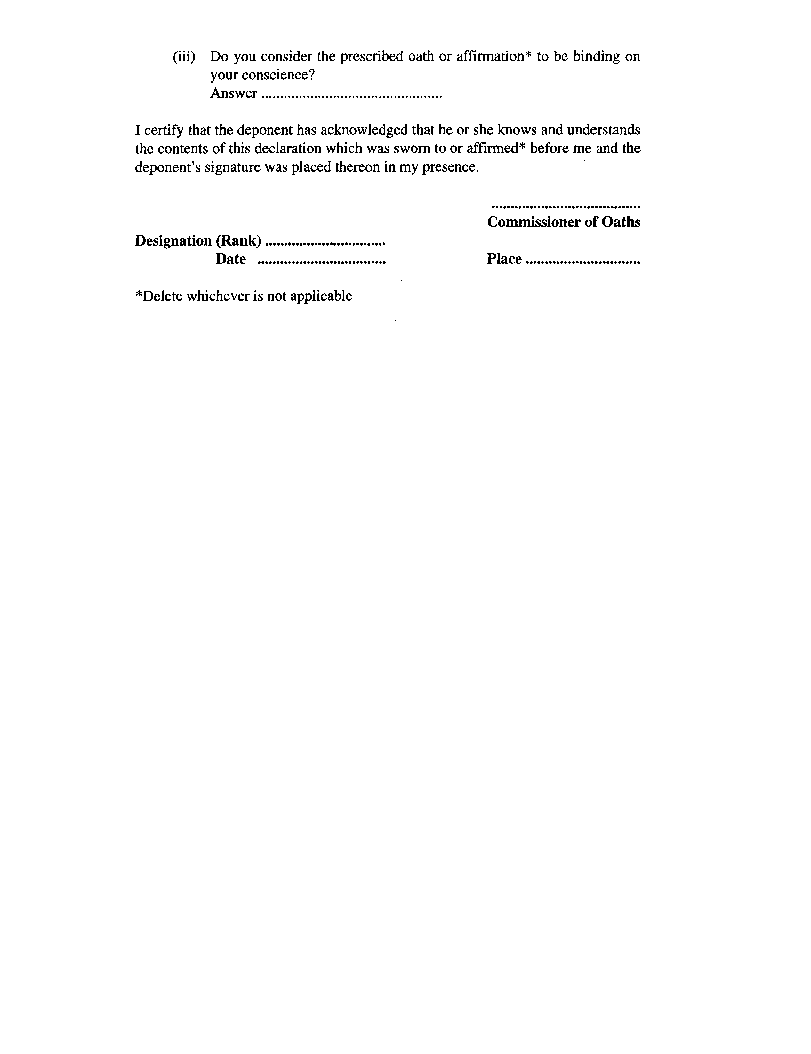 (iii) Do you consider the prescribed oath or affirmation* to be binding on
your conscience?
Answer ................................................
I certify that the deponent has acknowledged that he or she knows and understands
the contents of this declaration which was sworn to or affirmed* before me and the
deponent's signature was placed thereon in my presence.
.......................................
Commissioner of Oaths
Designation (Rank) ...............................
Date ................................. Place ..............................
*Delete whichever is not applicable